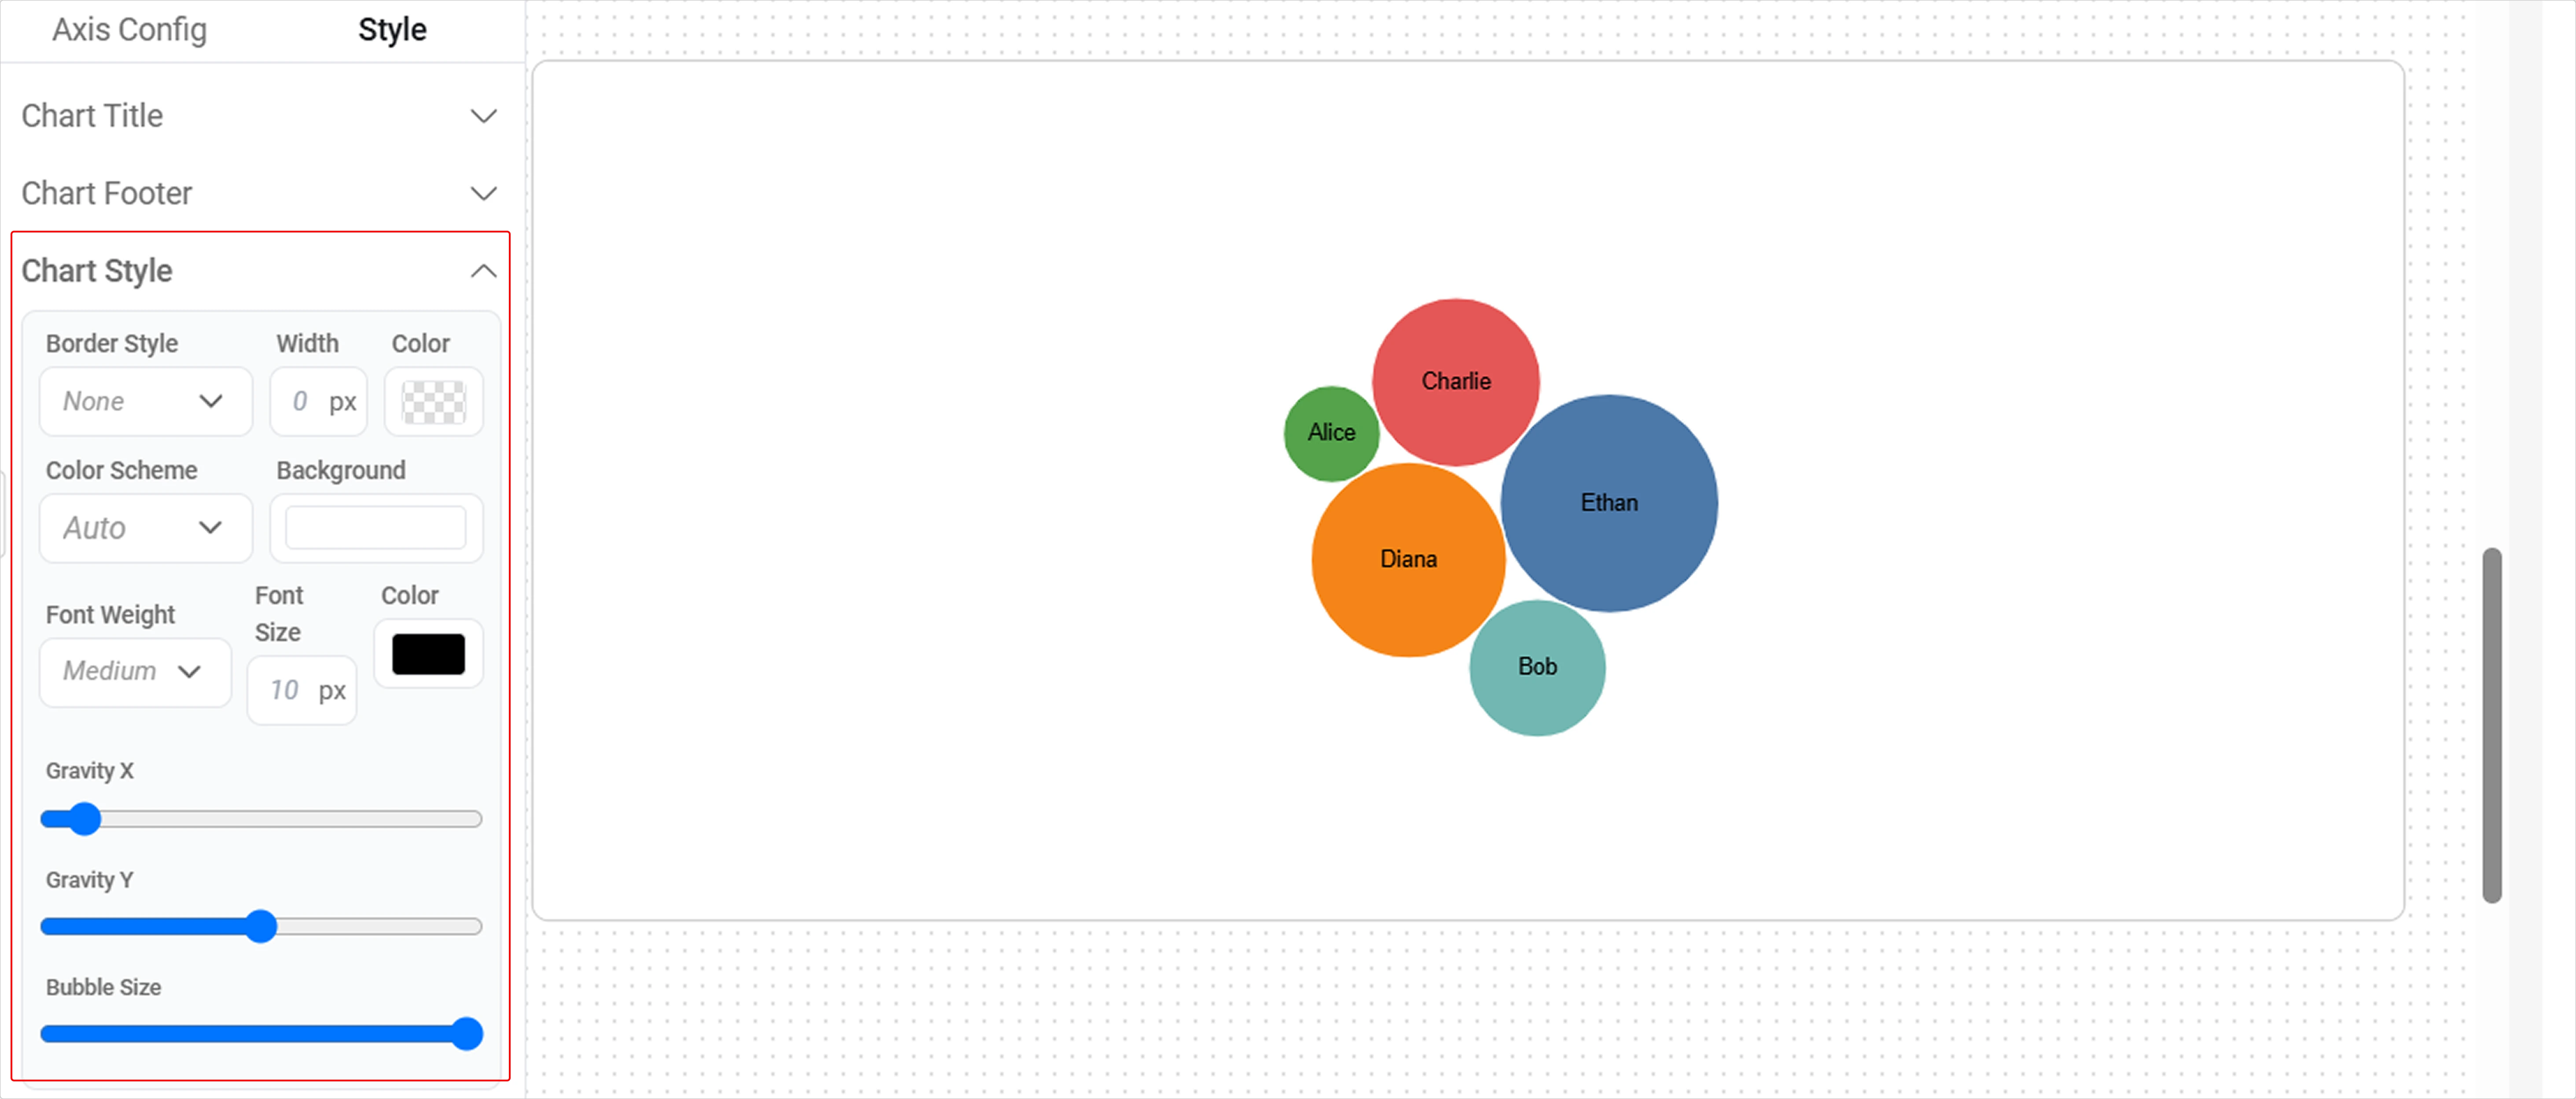 Axis Config Style
Chart Title
Chart Footer
Chart Style
Border Style Width Color
None 0 px
Color Scheme Background
Auto
Font Weight Font Size Color
Medium 10 px
Gravity X
Gravity Y
Bubble Size
Charlie
Alice
Ethan
Diana
Bob